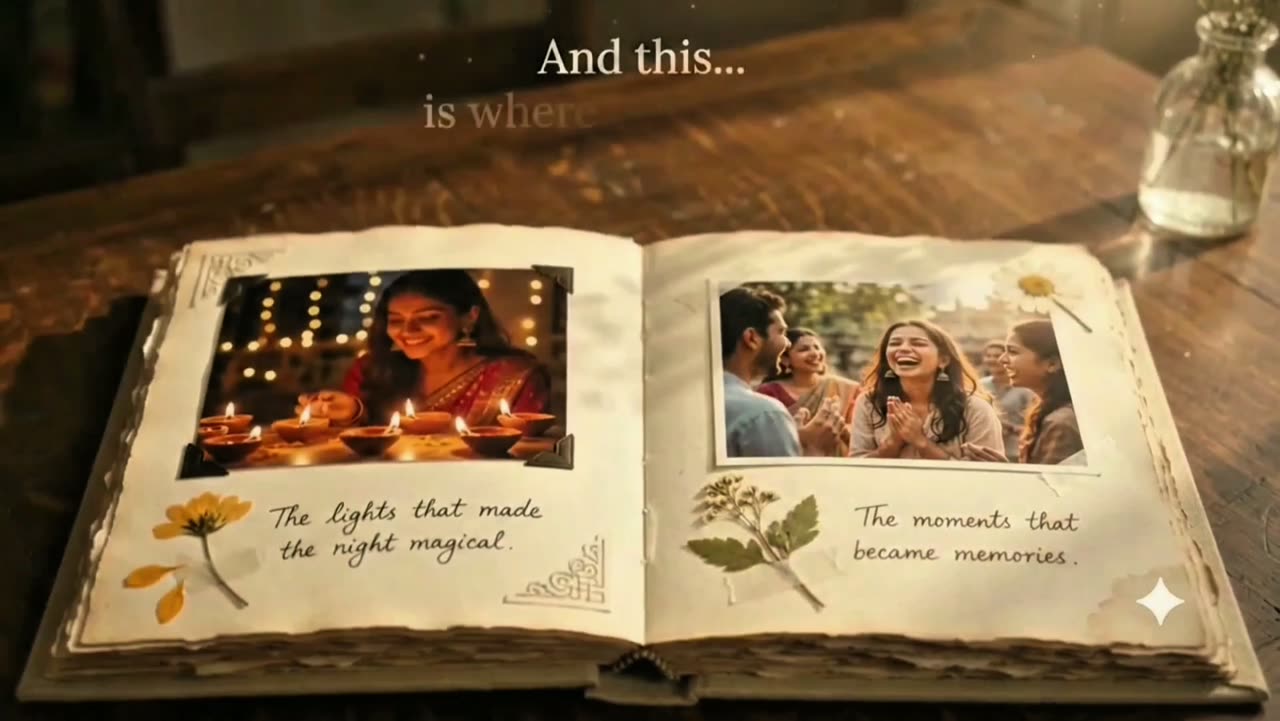 And this...
is where
The lights that made
the night magical.
The moments that
became memories.